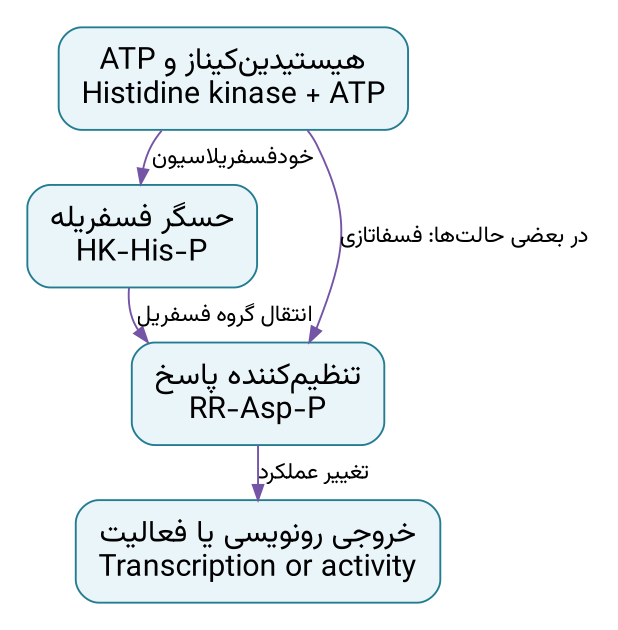 هیستیدین‌کیناز و ATP
Histidine kinase + ATP
خودفسفریلاسیون
حسگر فسفریله
HK-His-P
در بعضی حالت‌ها: فسفاتازی
انتقال گروه فسفریل
تنظیم‌کننده پاسخ
RR-Asp-P
تغییر عملکرد
خروجی رونویسی یا فعالیت
Transcription or activity